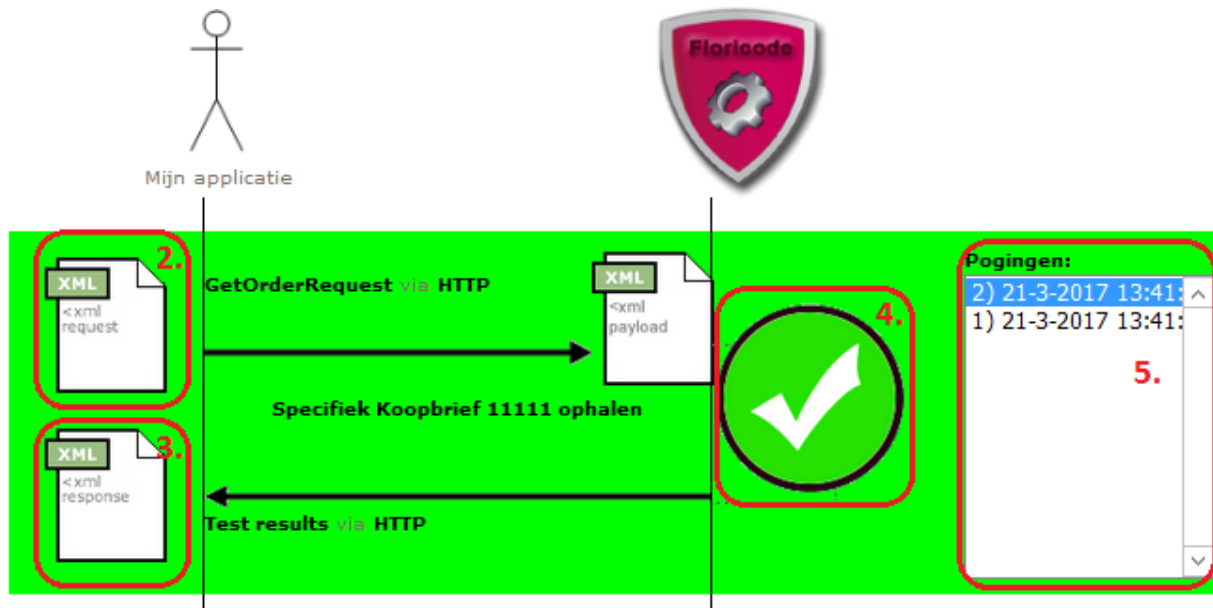 Floricode
Mijn applicatie
2.
XML
<xml
request
GetOrderRequest via HTTP
XML
<xml
payload
4.
Pogingen:
2) 21-3-2017 13:41:
1) 21-3-2017 13:41:
5.
Specifiek Koopbrief 11111 ophalen
3.
XML
<xml
response
Test results via HTTP